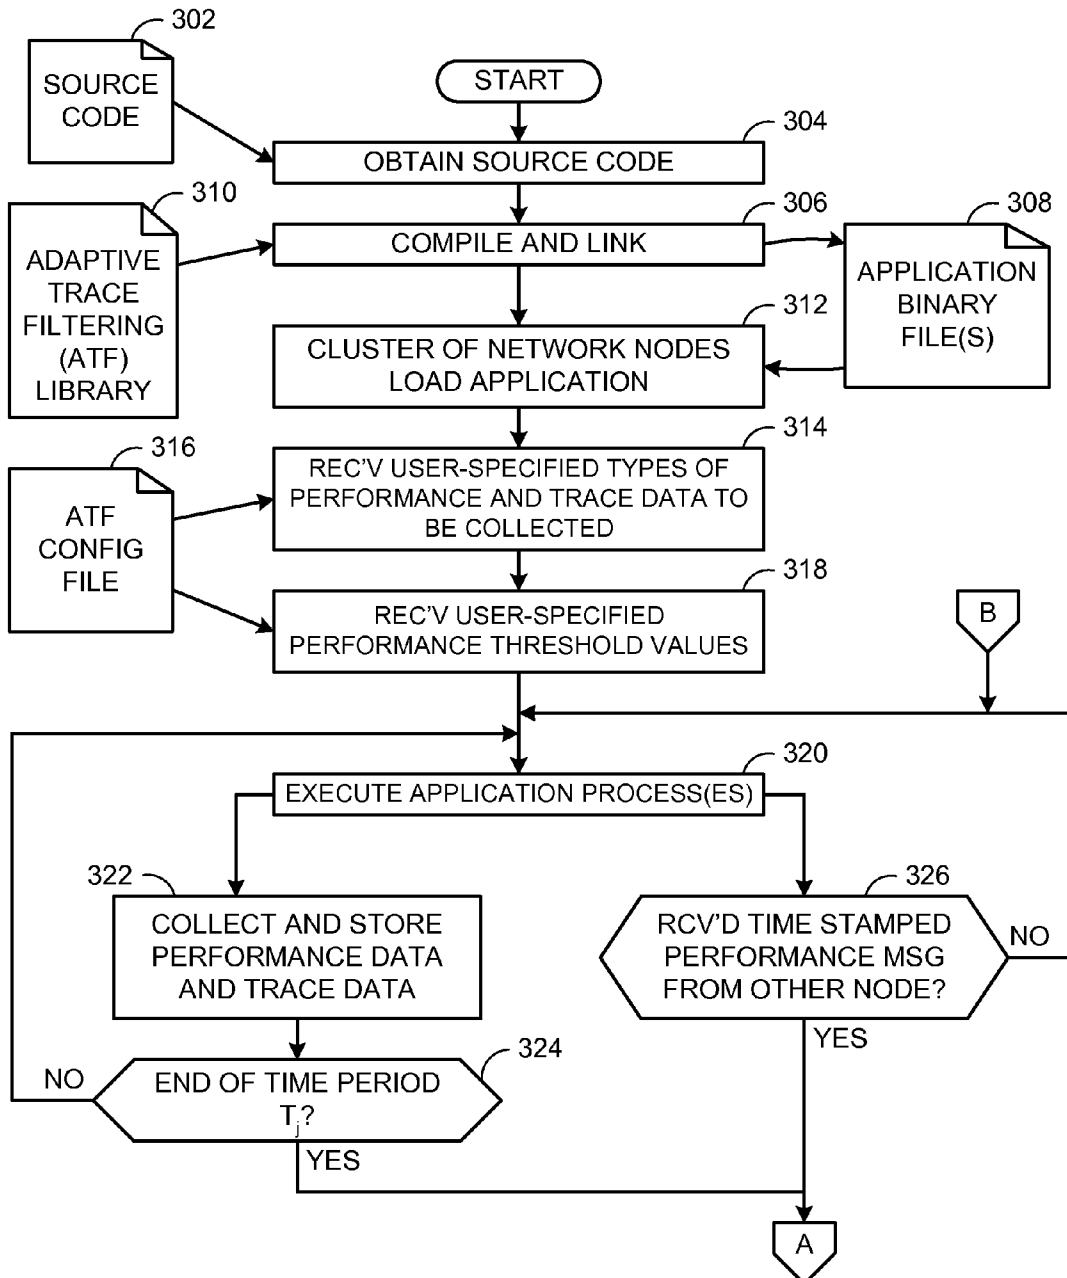 302
SOURCE
CODE
START
304
OBTAIN SOURCE CODE
310
ADAPTIVE
TRACE
FILTERING
(ATF)
LIBRARY
306
COMPILE AND LINK
308
APPLICATION
BINARY
FILE(S)
312
CLUSTER OF NETWORK NODES
LOAD APPLICATION
314
REC'V USER-SPECIFIED TYPES OF
PERFORMANCE AND TRACE DATA TO
BE COLLECTED
316
ATF
CONFIG
FILE
318
REC'V USER-SPECIFIED
PERFORMANCE THRESHOLD VALUES
B
320
EXECUTE APPLICATION PROCESS(ES)
322
COLLECT AND STORE
PERFORMANCE DATA
AND TRACE DATA
326
RCV'D TIME STAMPED
PERFORMANCE MSG
FROM OTHER NODE?
NO
YES
324
END OF TIME PERIOD
Tj?
NO
YES
A